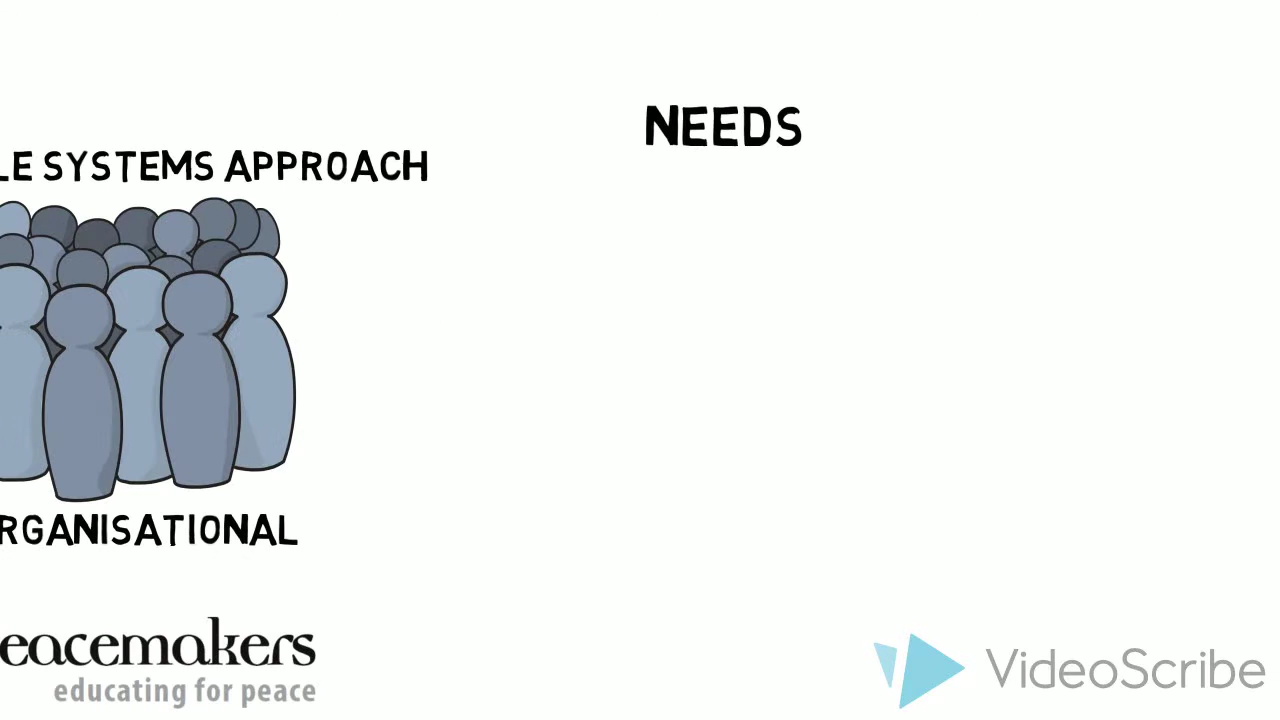 NEEDS
LE SYSTEMS APPROACH
RGANISATIONAL
eacemakers
educating for peace
VideoScribe